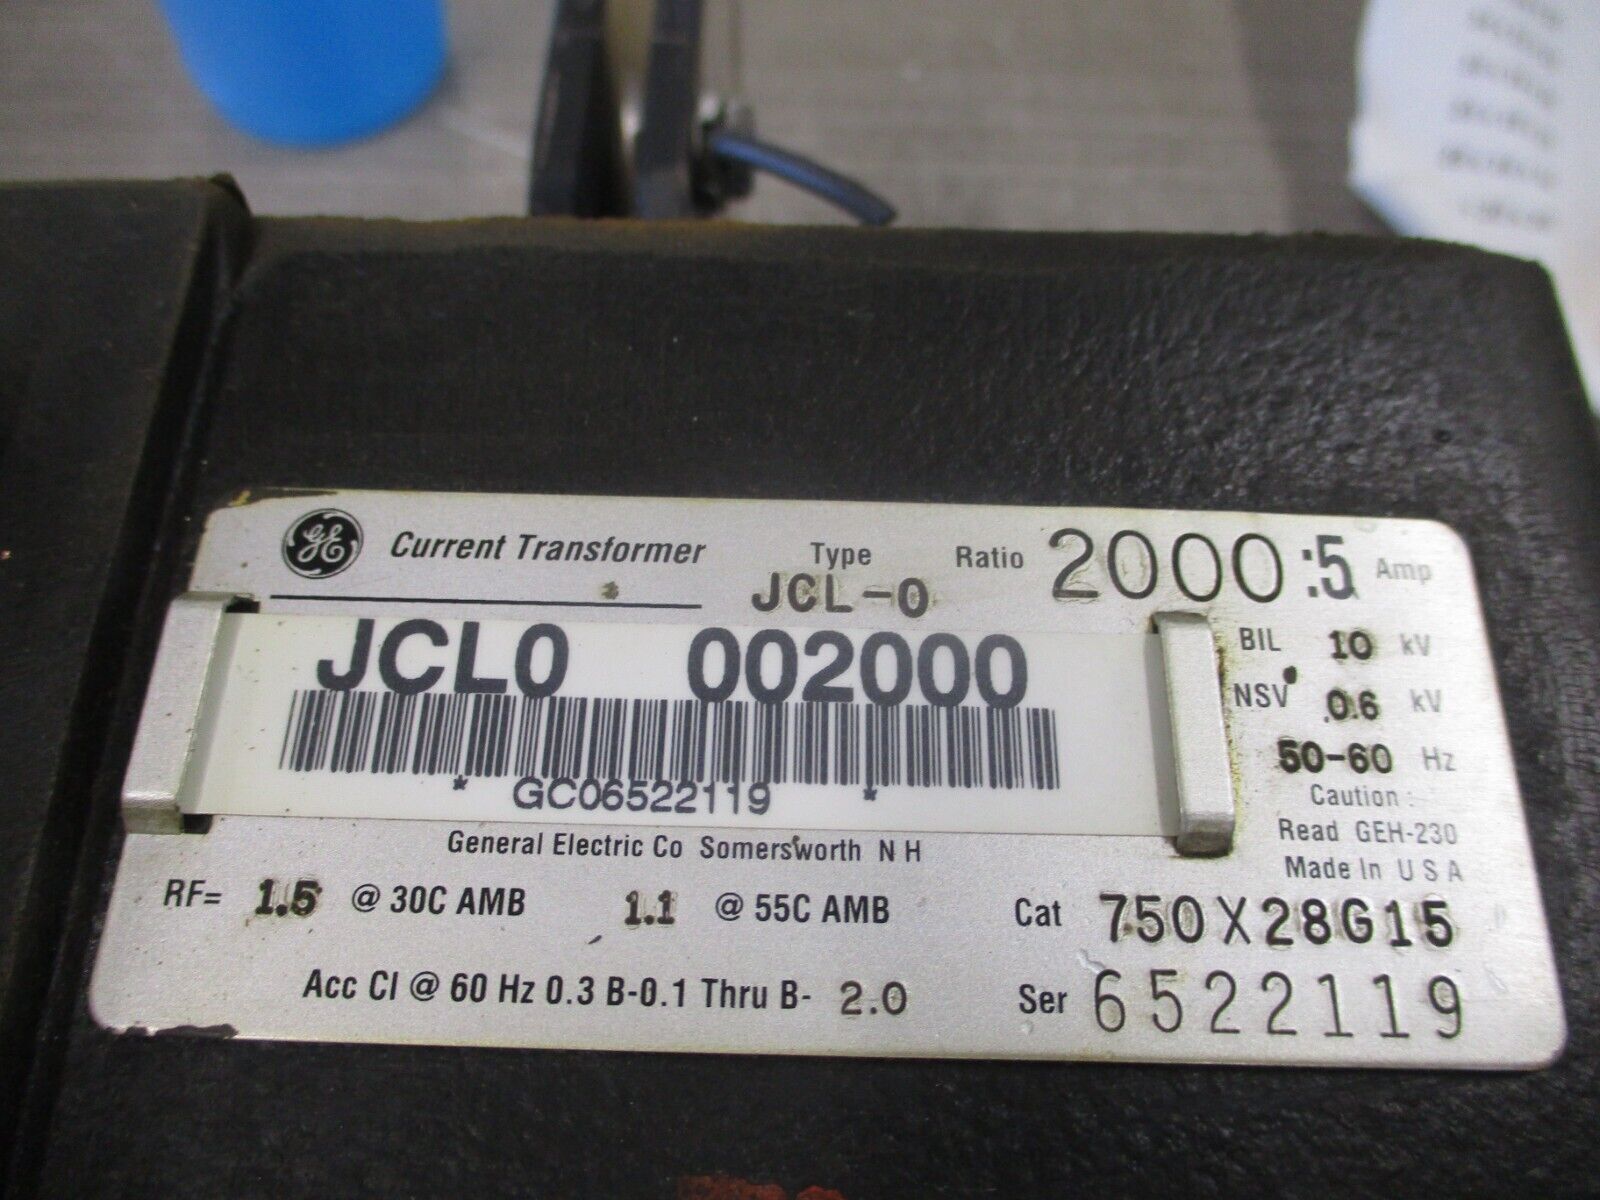 GE Current Transformer Type Ratio 2000:5 Amp
JCL-0
JCL0 002000
*GC06522119*
BIL 10 kV
NSV 0.6 kV
50-60 Hz
Caution :
Read GEH-230
Made In U S A
General Electric Co Somersworth N H
RF= 1.5 @ 30C AMB 1.1 @ 55C AMB Cat 750X28G15
Acc Cl @ 60 Hz 0.3 B-0.1 Thru B- 2.0 Ser 6522119